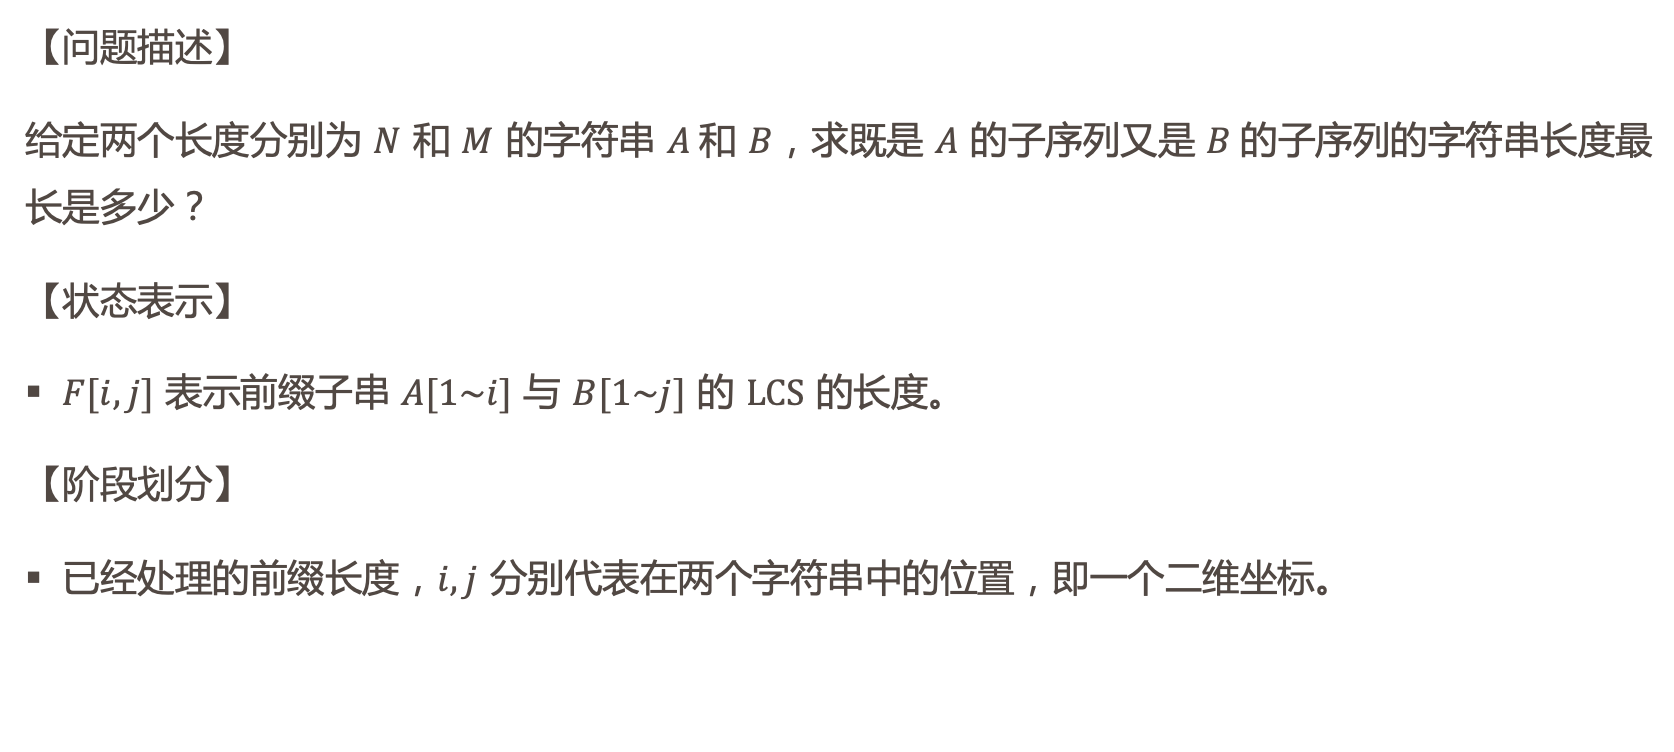 【问题描述】
给定两个长度分别为 N 和 M 的字符串 A 和 B，求既是 A 的子序列又是 B 的子序列的字符串长度最
长是多少？
【状态表示】
▪ F[i,j] 表示前缀子串 A[1~i] 与 B[1~j] 的 LCS 的长度。
【阶段划分】
▪ 已经处理的前缀长度，i,j 分别代表在两个字符串中的位置，即一个二维坐标。